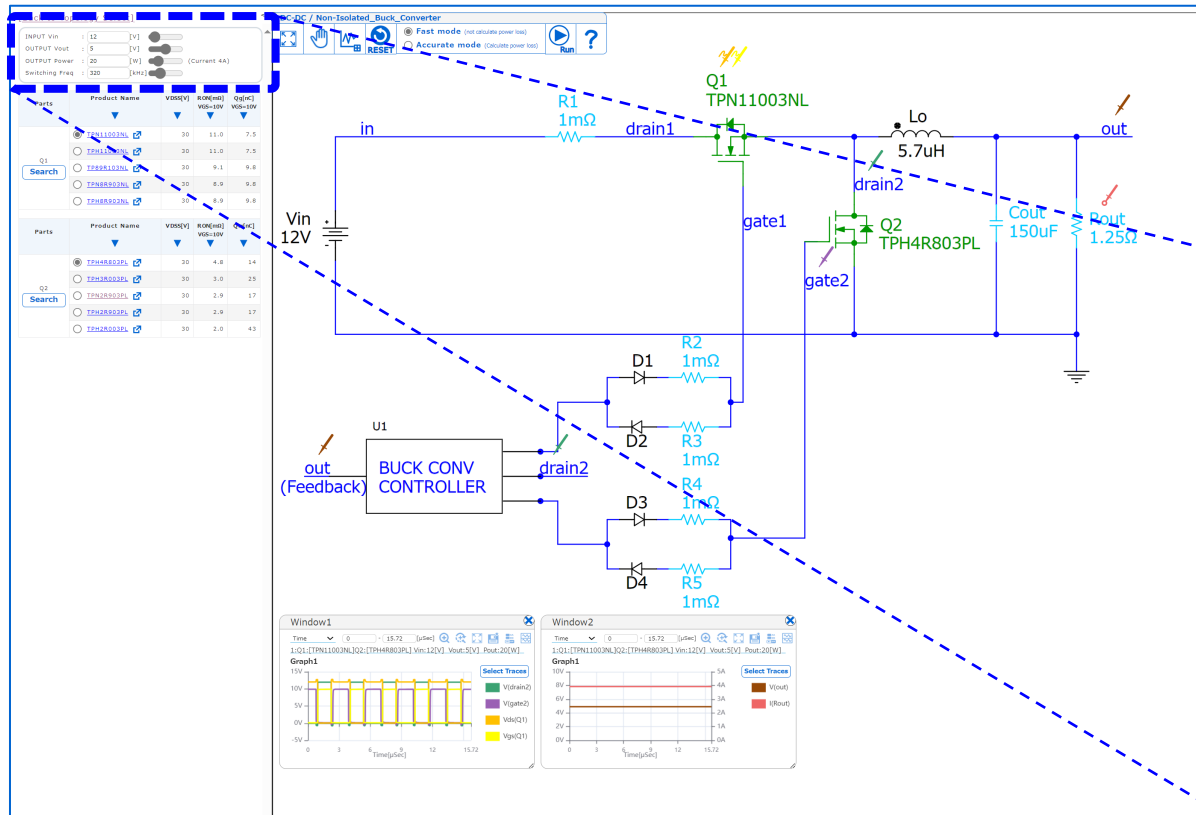 DC-DC / Non-Isolated_Buck_Converter
INPUT Vin : 12 [V]
OUTPUT Vout : 5 [V]
OUTPUT Power : 20 [W] (Current 4A)
Switching Freq : 320 [kHz]
RESET
Fast mode (not calculate power loss)
Accurate mode (Calculate power loss)
Run
?
Parts Product Name VDSS[V] RON[mΩ] VGS=10V Qg[nC] VGS=10V
Q1
Search
TPN11003NL 30 11.0 7.5
30 11.0 7.5
TP89R103NL 30 9.1 9.8
TPN8R903NL 30 8.9 9.8
TPH8R903NL 30 8.9 9.8
Parts Product Name VDSS[V] RON[mΩ] VGS=10V
Q2
Search
TPH4R803PL 30 4.8 14
TPH3R003PL 30 3.0 25
TPN2R903PL 30 2.9 17
TPH2R903PL 30 2.9 17
TPH2R003PL 30 2.0 43
Q1
TPN11003NL
R1
1mΩ
in
drain1
Lo
5.7uH
out
drain2
gate1
Vin
12V
Q2
TPH4R803PL
gate2
Cout
150uF
Rout
1.25Ω
R2
1mΩ
D1
D2
R3
1mΩ
U1
BUCK CONV
CONTROLLER
out
(Feedback)
drain2
R4
1mΩ
D3
D4
R5
1mΩ
Window1
Time 0 - 15.72 [μSec]
1:Q1:[TPN11003NL]Q2:[TPH4R803PL] Vin:12[V] Vout:5[V] Pout:20[W]
Graph1
Select Traces
15V
10V
5V
0V
-5V
0 3 6 9 12 15.72
Time[μSec]
V(drain2)
V(gate2)
Vds(Q1)
Vgs(Q1)
Window2
Time 0 - 15.72 [μSec]
1:Q1:[TPN11003NL]Q2:[TPH4R803PL] Vin:12[V] Vout:5[V] Pout:20[W]
Graph1
Select Traces
10V 5A
8V 4A
6V 3A
4V 2A
2V 1A
0V 0A
0 3 6 9 12 15.72
Time[μSec]
V(out)
I(Rout)